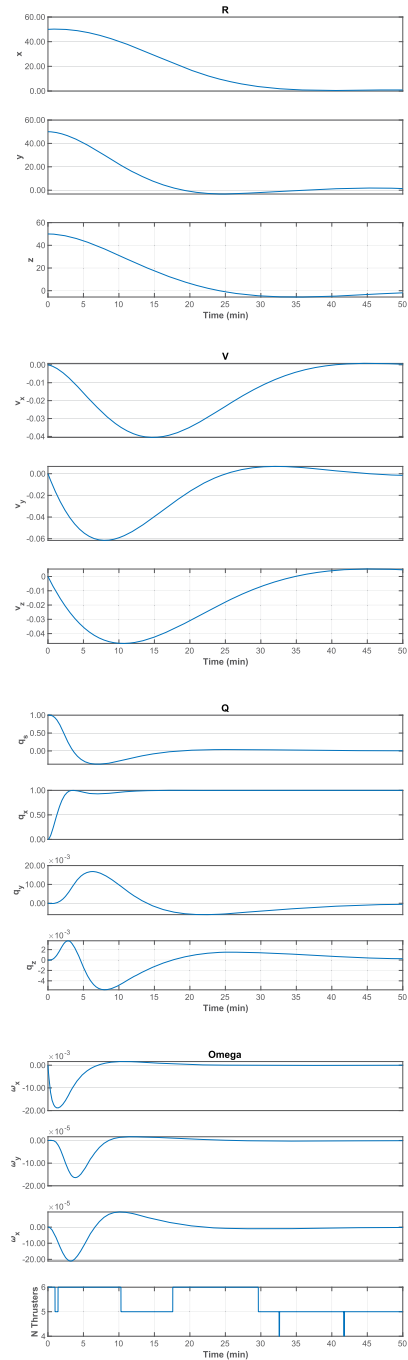 R
60.00
40.00
20.00
0.00
x
60.00
40.00
20.00
0.00
y
60
40
20
0
z
0 5 10 15 20 25 30 35 40 45 50
Time (min)
V
0.00
-0.01
-0.02
-0.03
-0.04
v_x
0.00
-0.02
-0.04
-0.06
v_y
0
-0.01
-0.02
-0.03
-0.04
v_z
0 5 10 15 20 25 30 35 40 45 50
Time (min)
Q
1.00
0.50
0.00
q_s
1.00
0.50
0.00
q_x
×10^-3
20.00
10.00
0.00
q_y
×10^-3
2
0
-2
-4
q_z
0 5 10 15 20 25 30 35 40 45 50
Time (min)
Omega
×10^-3
0.00
-10.00
-20.00
ω_x
×10^-5
0.00
-10.00
-20.00
ω_y
×10^-5
0.00
-10.00
-20.00
ω_x
6
5
4
N Thrusters
0 5 10 15 20 25 30 35 40 45 50
Time (min)